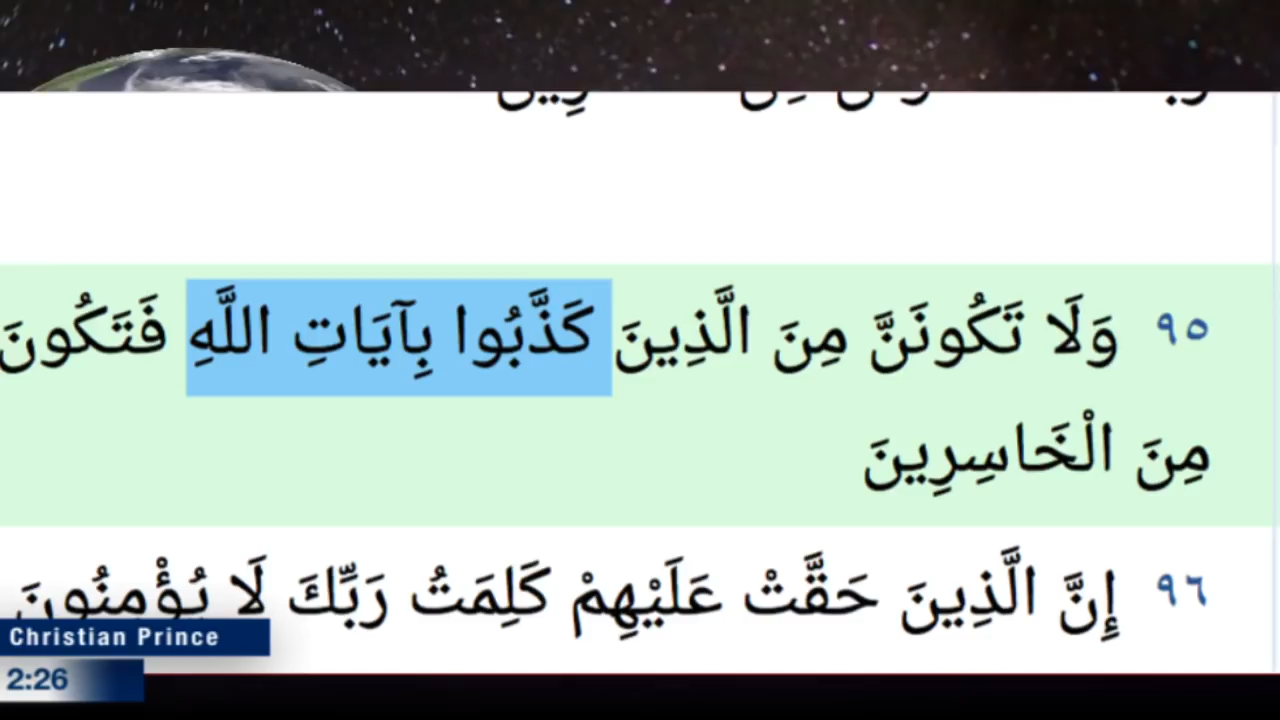 ٩٥ وَلَا تَكُونَنَّ مِنَ الَّذِينَ كَذَّبُوا بِآيَاتِ اللَّهِ فَتَكُونَ
مِنَ الْخَاسِرِينَ
٩٦ إِنَّ الَّذِينَ حَقَّتْ عَلَيْهِمْ كَلِمَتُ رَبِّكَ لَا يُؤْمِنُونَ
Christian Prince
2:26